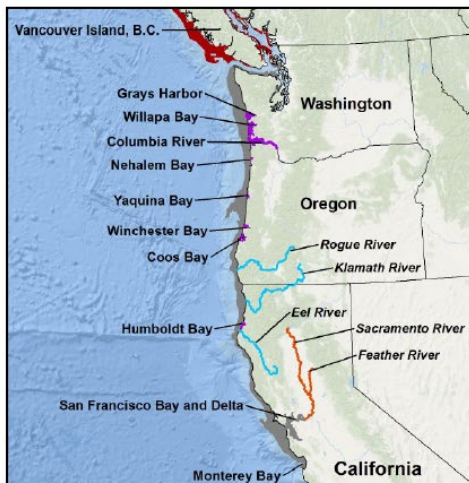 Vancouver Island, B.C.
Grays Harbor
Washington
Willapa Bay
Columbia River
Nehalem Bay
Yaquina Bay
Oregon
Winchester Bay
Rogue River
Coos Bay
Klamath River
Eel River
Humboldt Bay
Sacramento River
Feather River
San Francisco Bay and Delta
Monterey Bay
California